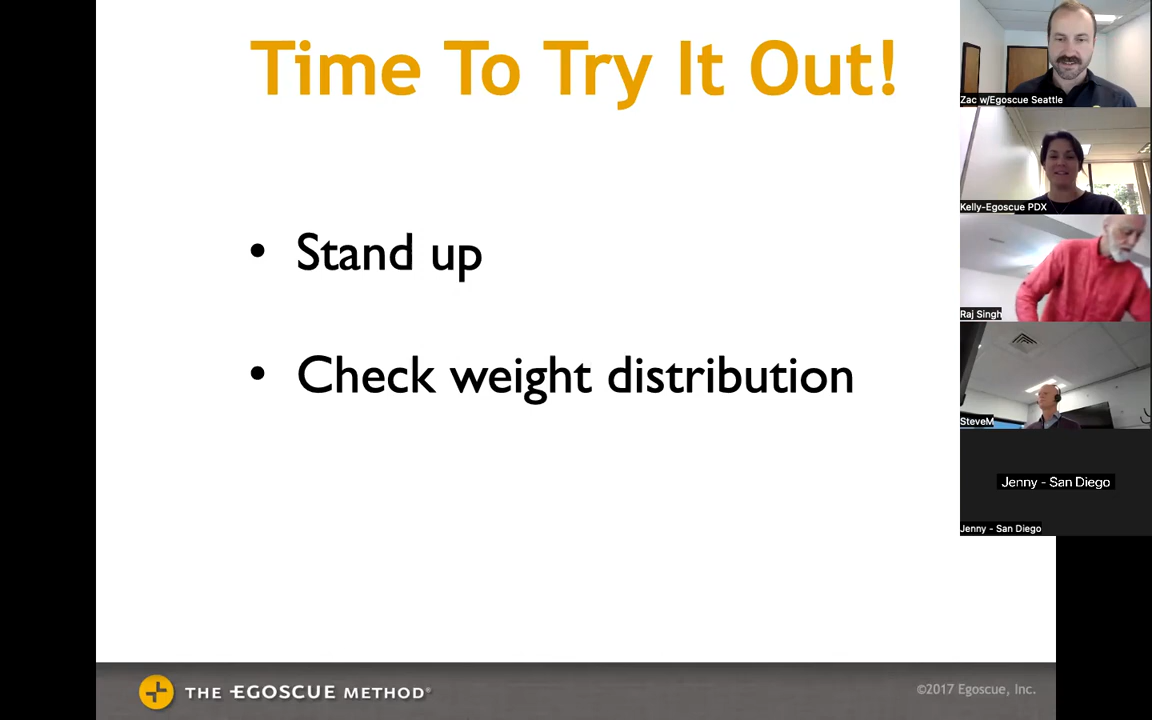 Time To Try It Out!
• Stand up
• Check weight distribution
Zac w/Egoscue Seattle
Kelly-Egoscue PDX
Raj Singh
SteveM
Jenny - San Diego
Jenny - San Diego
THE EGOSCUE METHOD®
©2017 Egoscue, Inc.